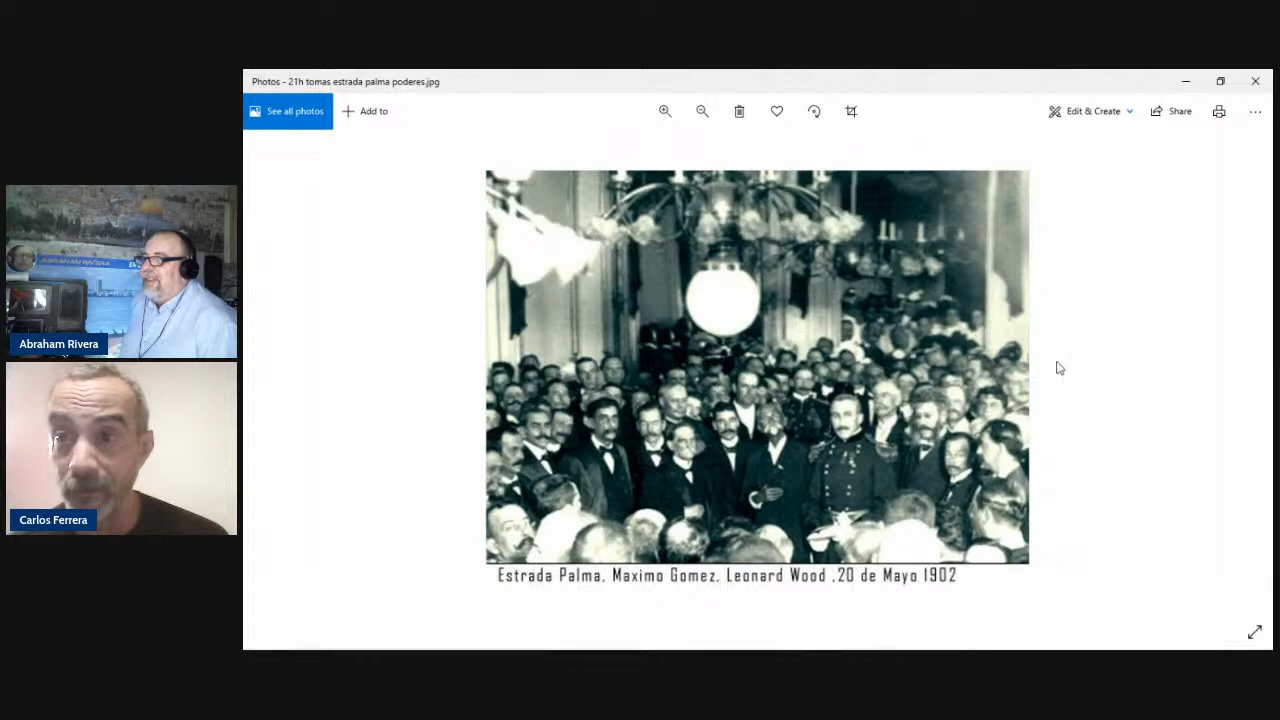 Photos - 21h tomas estrada palma poderes.jpg
See all photos
Add to
Edit & Create
Share
Abraham Rivera
Carlos Ferrera
Estrada Palma, Maximo Gomez, Leonard Wood ,20 de Mayo 1902